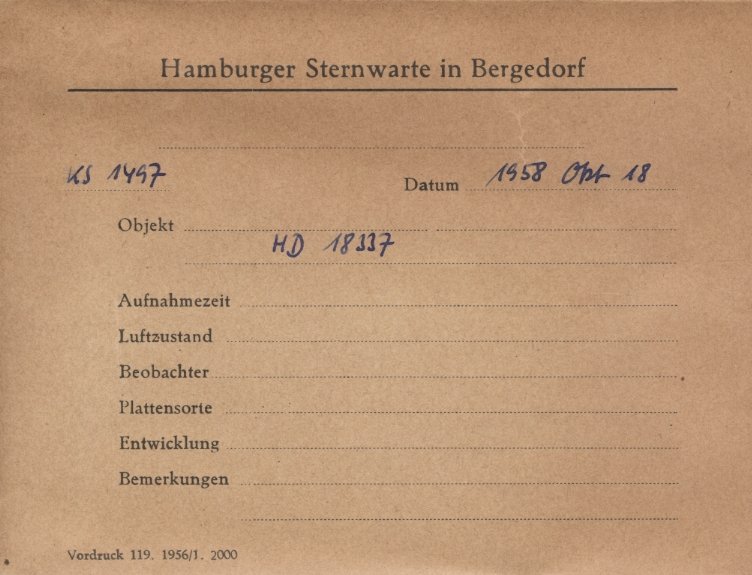 Hamburger Sternwarte in Bergedorf
KS 1497 Datum 1958 Okt 18
Objekt
HD 18337
Aufnahmezeit
Luftzustand
Beobachter
Plattensorte
Entwicklung
Bemerkungen
Vordruck 119. 1956/1. 2000